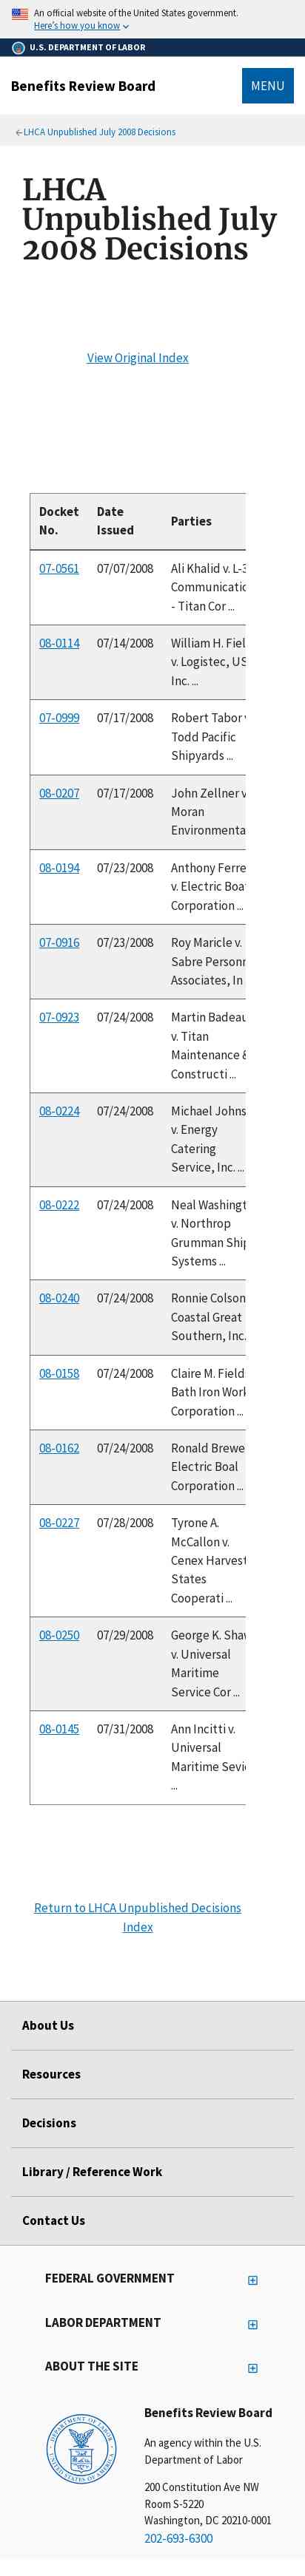 An official website of the United States government.
Here's how you know
U.S. DEPARTMENT OF LABOR
Benefits Review Board
MENU
LHCA Unpublished July 2008 Decisions
LHCA
Unpublished July
2008 Decisions
View Original Index
Docket No. Date Issued Parties
07-0561 07/07/2008 Ali Khalid v. L-3
Communicatio
- Titan Cor ...
08-0114 07/14/2008 William H. Fiel
v. Logistec, US
Inc. ...
07-0999 07/17/2008 Robert Tabor v
Todd Pacific
Shipyards ...
08-0207 07/17/2008 John Zellner v
Moran
Environmenta
08-0194 07/23/2008 Anthony Ferre
v. Electric Boa
Corporation ...
07-0916 07/23/2008 Roy Maricle v.
Sabre Personn
Associates, In
07-0923 07/24/2008 Martin Badeau
v. Titan
Maintenance &
Constructi ...
08-0224 07/24/2008 Michael Johns
v. Energy
Catering
Service, Inc. ...
08-0222 07/24/2008 Neal Washingt
v. Northrop
Grumman Ship
Systems ...
08-0240 07/24/2008 Ronnie Colson
Coastal Great
Southern, Inc.
08-0158 07/24/2008 Claire M. Field
Bath Iron Work
Corporation ...
08-0162 07/24/2008 Ronald Brewe
Electric Boal
Corporation ...
08-0227 07/28/2008 Tyrone A.
McCallon v.
Cenex Harvest
States
Cooperati ...
08-0250 07/29/2008 George K. Shaw
v. Universal
Maritime
Service Cor ...
08-0145 07/31/2008 Ann Incitti v.
Universal
Maritime Sevic
...
Return to LHCA Unpublished Decisions
Index
About Us
Resources
Decisions
Library / Reference Work
Contact Us
FEDERAL GOVERNMENT
LABOR DEPARTMENT
ABOUT THE SITE
DEPARTMENT OF LABOR
UNITED STATES OF AMERICA
Benefits Review Board
An agency within the U.S.
Department of Labor
200 Constitution Ave NW
Room S-5220
Washington, DC 20210-0001
202-693-6300